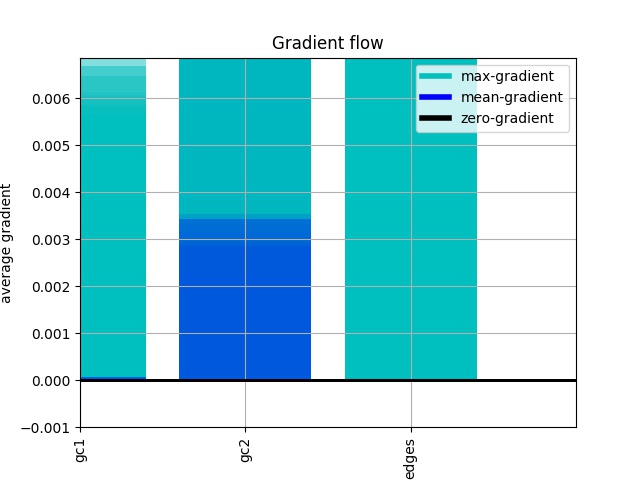 Gradient flow
max-gradient
mean-gradient
zero-gradient
average gradient
0.006
0.005
0.004
0.003
0.002
0.001
0.000
−0.001
gc1
gc2
edges